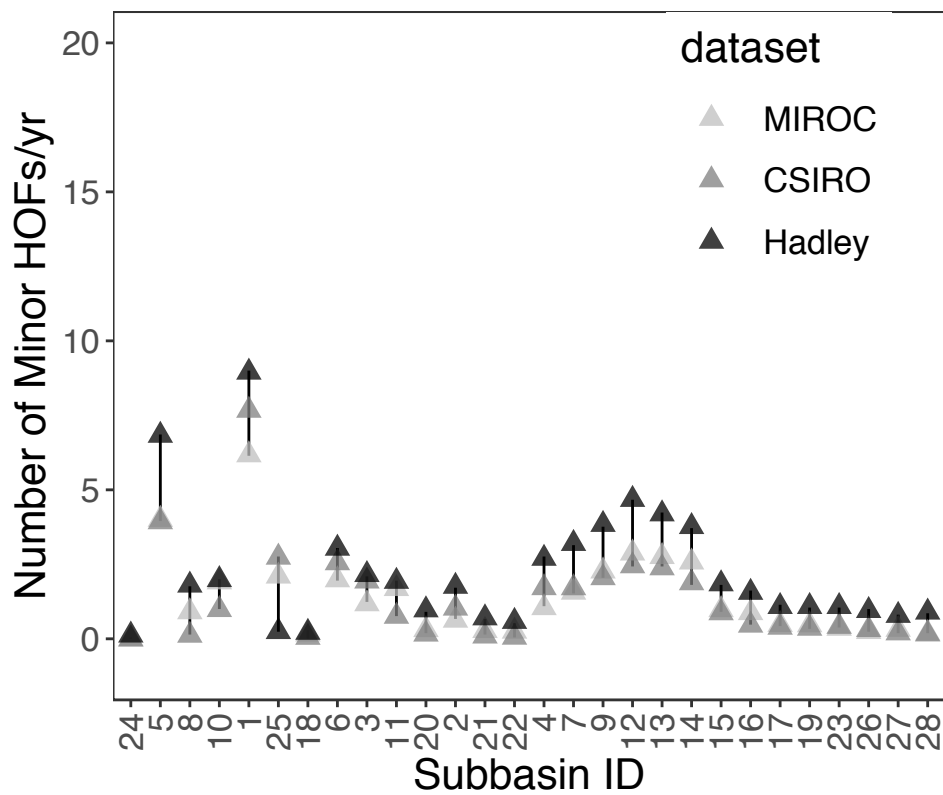 dataset
MIROC
CSIRO
Hadley
Number of Minor HOFs/yr
20
15
10
5
0
24 5 8 10 1 25 18 6 3 11 20 2 21 22 4 7 9 12 13 14 15 16 17 19 23 26 27 28
Subbasin ID